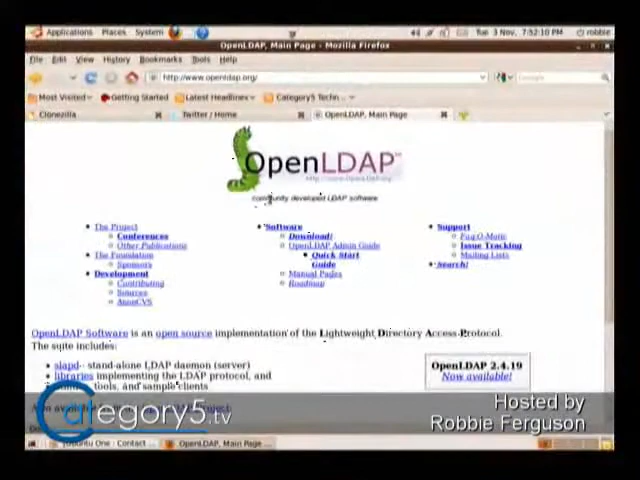 Applications Places System Tue 3 Nov, 7:52:10 PM robbie
OpenLDAP, Main Page - Mozilla Firefox
File Edit View History Bookmarks Tools Help
http://www.openldap.org/
Most Visited Getting Started Latest Headlines Category5 Techn...
Clonezilla Twitter / Home OpenLDAP, Main Page
OpenLDAP
community developed LDAP software
The Project
Conferences
Other Publications
The Foundation
Sponsors
Development
Contributing
Sources
AnonCVS
Software
Download!
OpenLDAP Admin Guide
Quick Start
Guide
Manual Pages
Roadmap
Support
Faq-O-Matic
Issue Tracking
Mailing Lists
Search!
OpenLDAP Software is an open source implementation of the Lightweight Directory Access Protocol.
The suite includes:
slapd - stand-alone LDAP daemon (server)
libraries implementing the LDAP protocol, and
tools, and sample clients
OpenLDAP 2.4.19
Now available!
Category5.tv
Hosted by
Robbie Ferguson
Ubuntu One : Contact ... OpenLDAP, Main Page ...